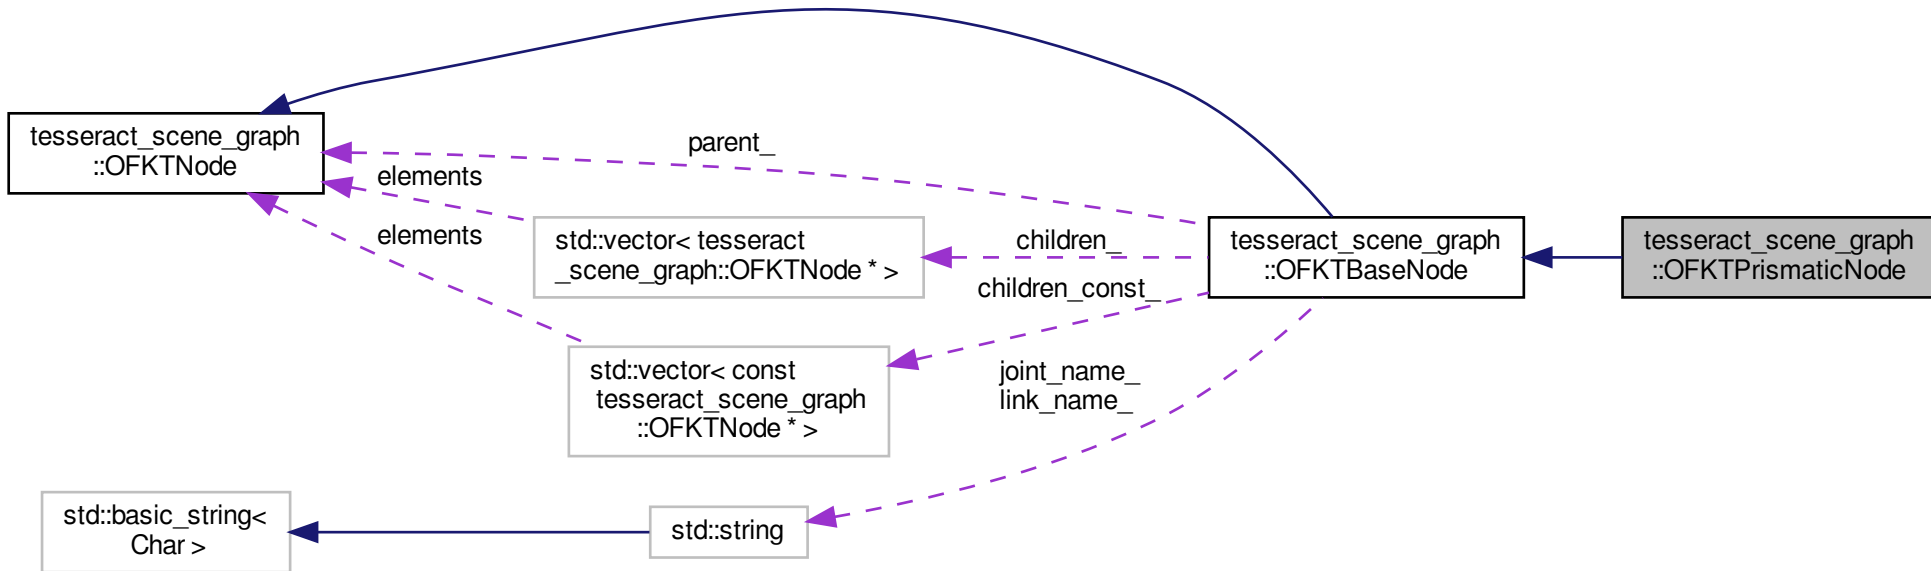 tesseract_scene_graph
::OFKTNode
parent_
elements
elements
std::vector< tesseract
_scene_graph::OFKTNode * >
children_
children_const_
tesseract_scene_graph
::OFKTBaseNode
tesseract_scene_graph
::OFKTPrismaticNode
std::vector< const
tesseract_scene_graph
::OFKTNode * >
joint_name_
link_name_
std::basic_string<
Char >
std::string